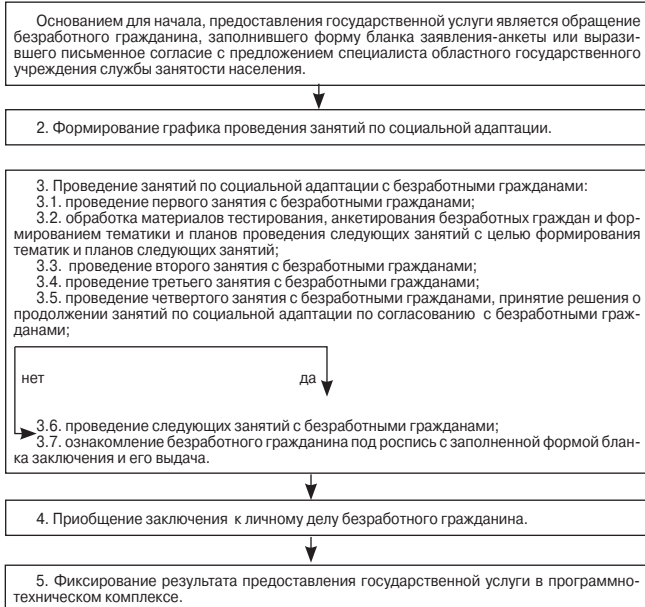 Основанием для начала, предоставления государственной услуги является обращение
безработного гражданина, заполнившего форму бланка заявления-анкеты или вырази-
вшего письменное согласие с предложением специалиста областного государственного
учреждения службы занятости населения.
2. Формирование графика проведения занятий по социальной адаптации.
3. Проведение занятий по социальной адаптации с безработными гражданами:
3.1. проведение первого занятия с безработными гражданами;
3.2. обработка материалов тестирования, анкетирования безработных граждан и фор-
мированием тематики и планов проведения следующих занятий с целью формирования
тематик и планов следующих занятий;
3.3. проведение второго занятия с безработными гражданами;
3.4. проведение третьего занятия с безработными гражданами;
3.5. проведение четвертого занятия с безработными гражданами, принятие решения о
продолжении занятий по социальной адаптации по согласованию с безработными граж-
данами;
нет да
3.6. проведение следующих занятий с безработными гражданами;
3.7. ознакомление безработного гражданина под роспись с заполненной формой блан-
ка заключения и его выдача.
4. Приобщение заключения к личному делу безработного гражданина.
5. Фиксирование результата предоставления государственной услуги в программно-
техническом комплексе.